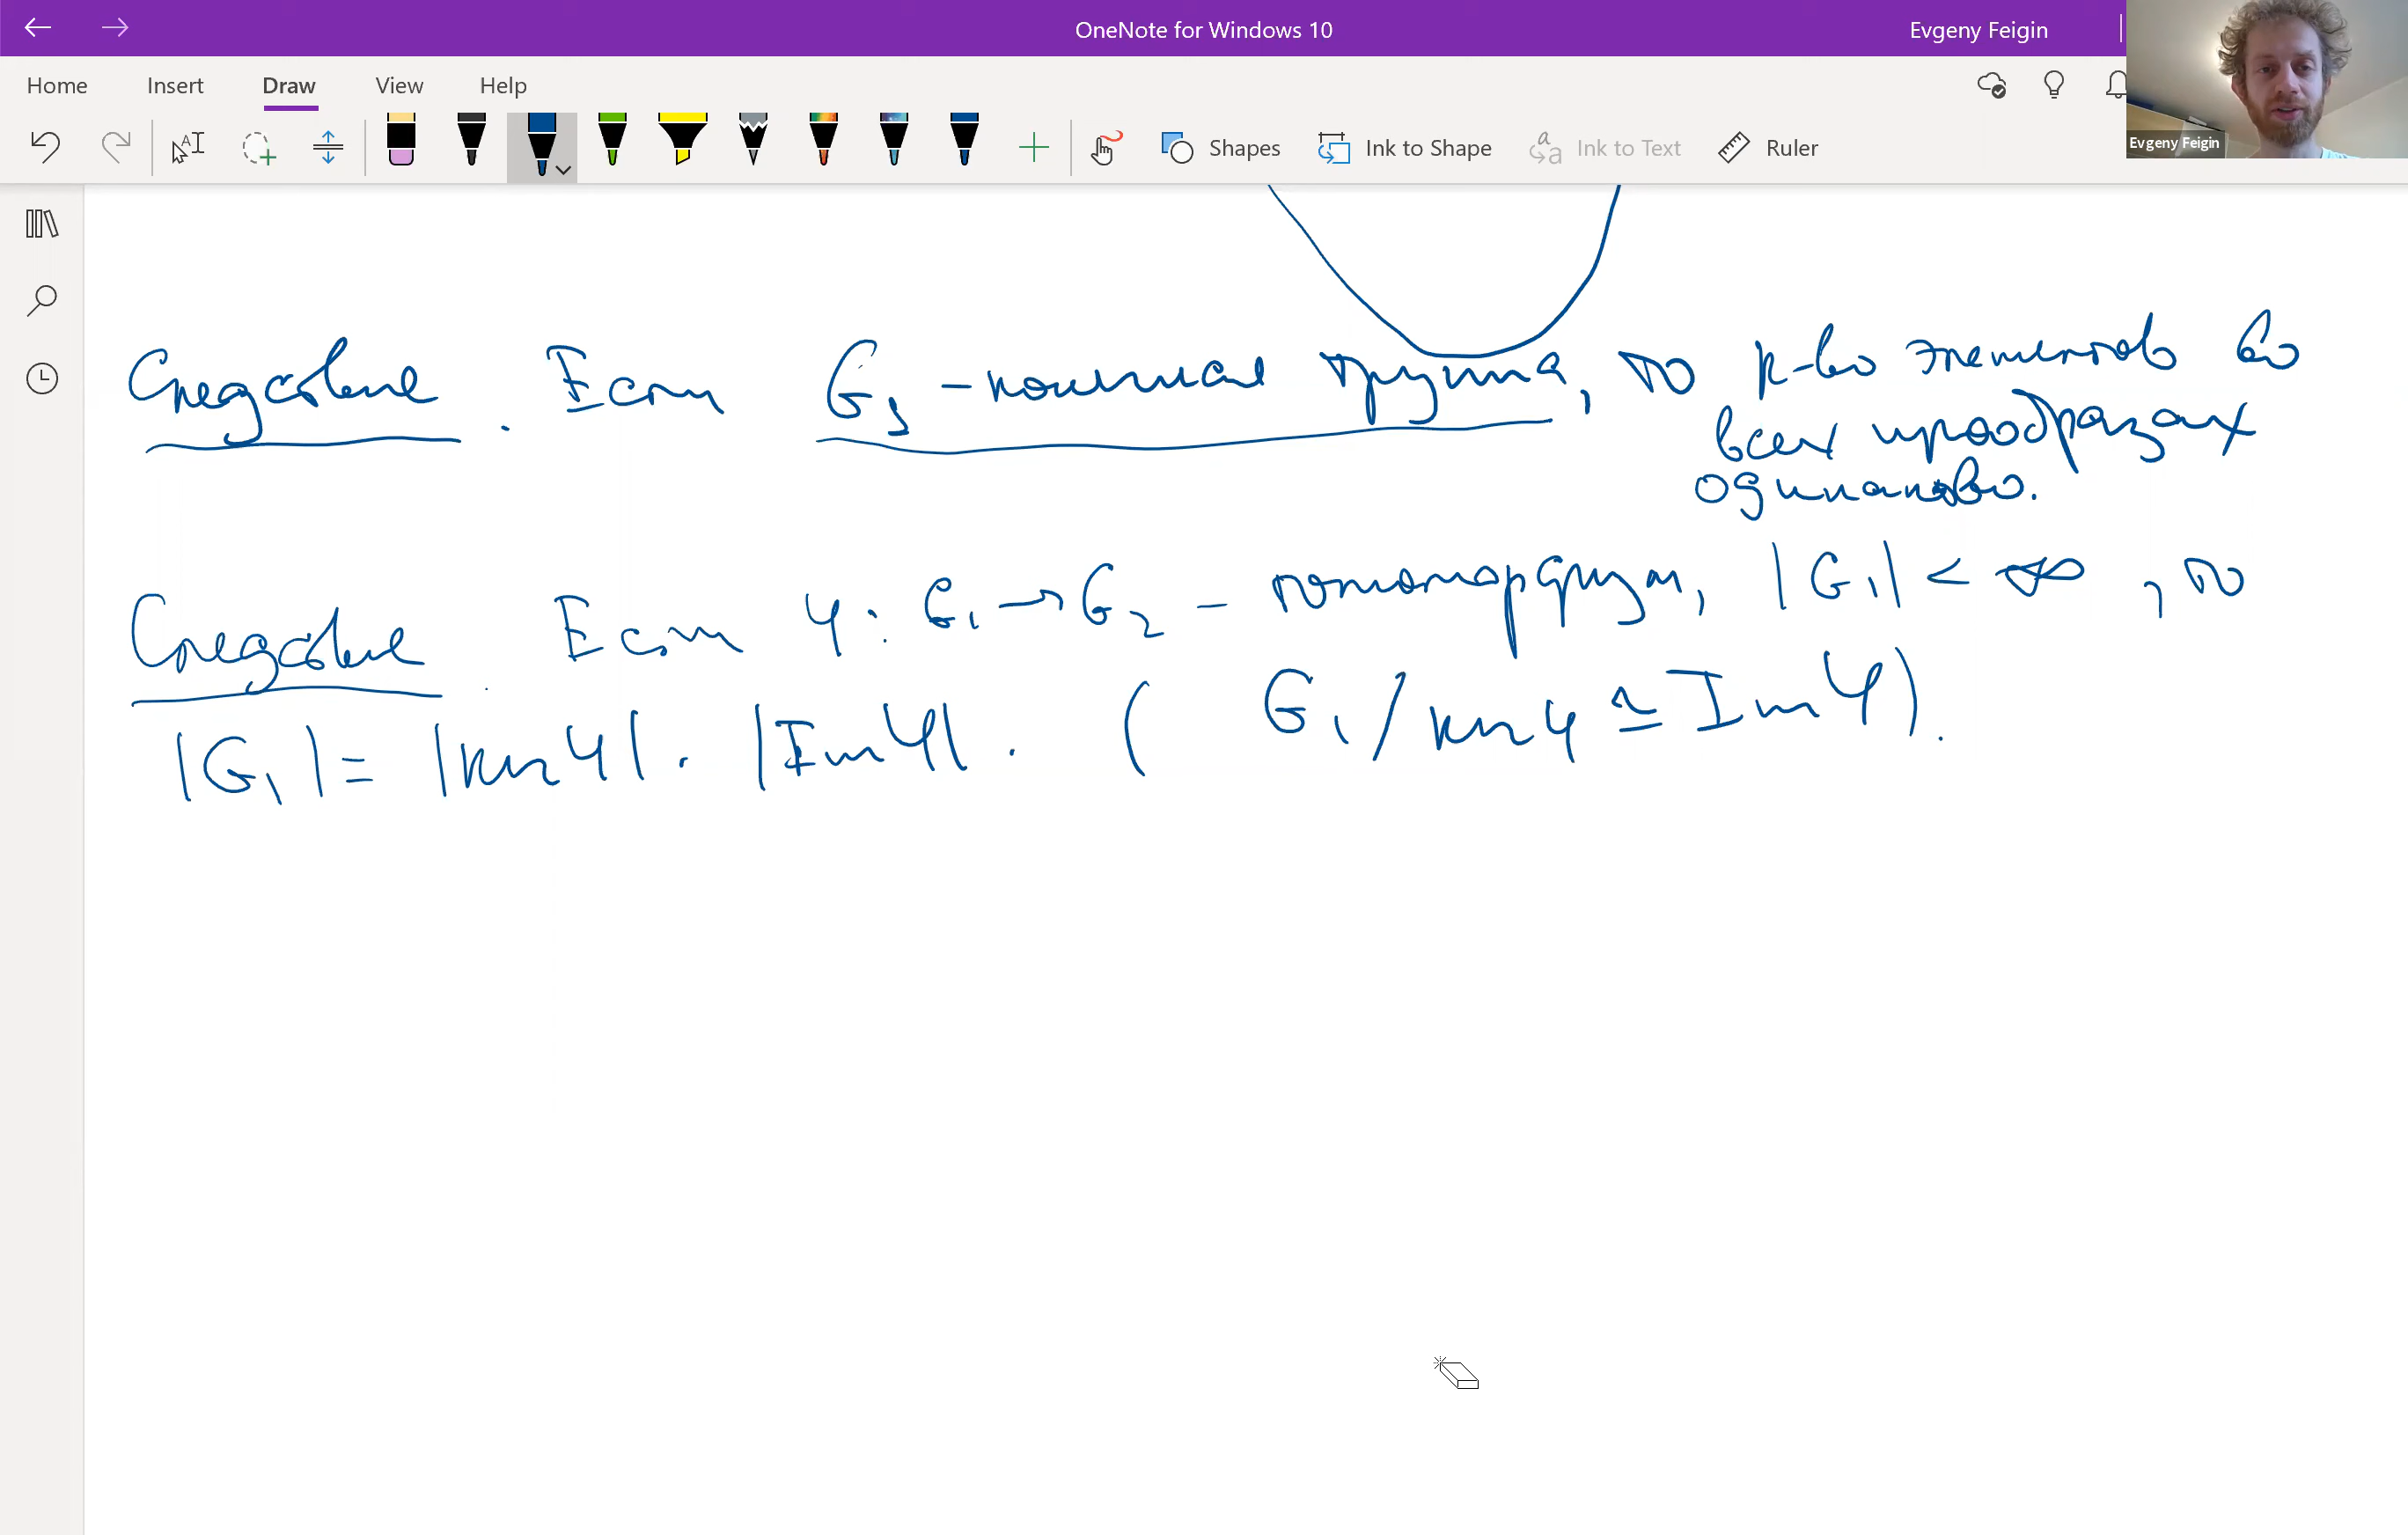 OneNote for Windows 10
Evgeny Feigin
Home Insert Draw View Help
Shapes Ink to Shape Ink to Text Ruler
Evgeny Feigin
Следствие. Если G₁ - конечная группа, то к-во элементов во
всех прообразах
одинаково.
Следствие. Если φ: G₁ → G₂ - гомоморфизм, |G₁| < ∞, то
|G₁| = |Ker φ| · |Im φ|. ( G₁ / Ker φ ≃ Im φ).